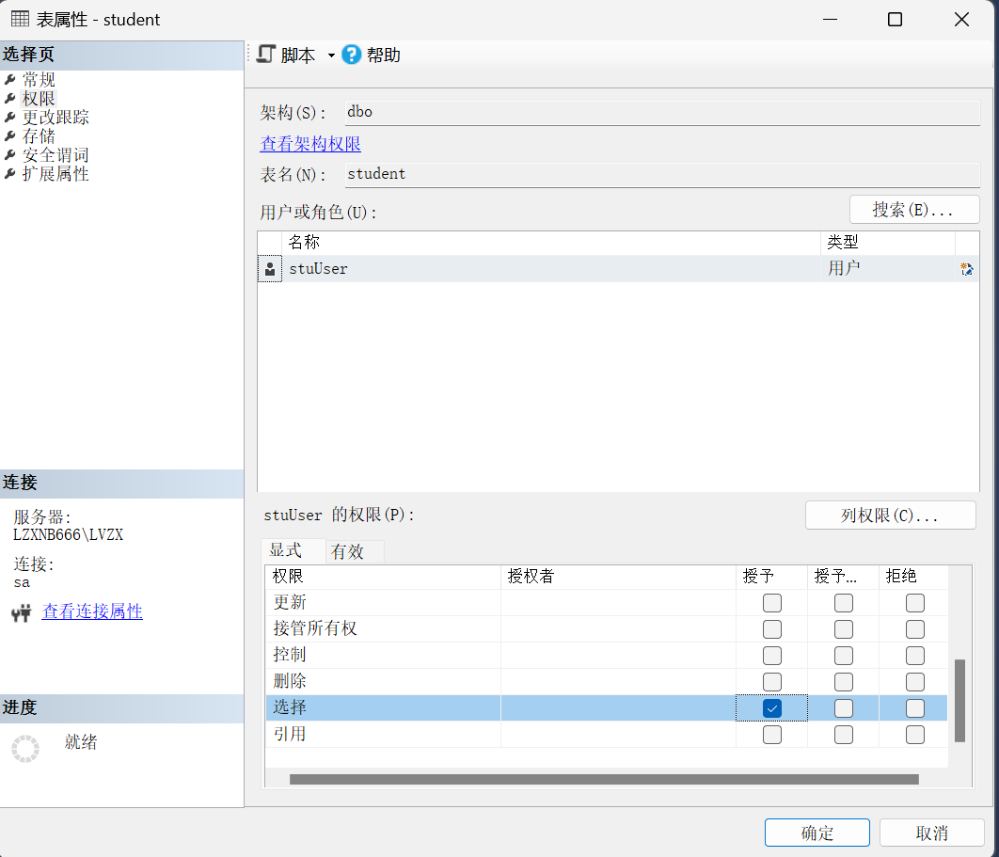 表属性 - student
选择页
常规
权限
更改跟踪
存储
安全谓词
扩展属性
脚本 帮助
架构(S): dbo
查看架构权限
表名(N): student
用户或角色(U): 搜索(E)...
名称 类型
stuUser 用户
连接
服务器:
LZXNB666\LVZX
连接:
sa
查看连接属性
stuUser 的权限(P): 列权限(C)...
显式 有效
权限 授权者 授予 授予... 拒绝
更新
接管所有权
控制
删除
选择
引用
进度
就绪
确定 取消